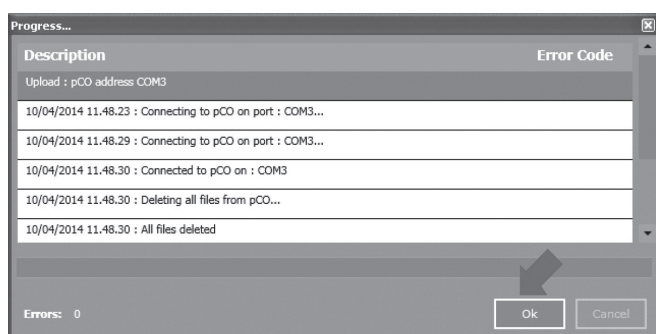 Progress...
Description Error Code
Upload : pCO address COM3
10/04/2014 11.48.23 : Connecting to pCO on port : COM3...
10/04/2014 11.48.29 : Connecting to pCO on port : COM3...
10/04/2014 11.48.30 : Connected to pCO on : COM3
10/04/2014 11.48.30 : Deleting all files from pCO...
10/04/2014 11.48.30 : All files deleted
Errors: 0 Ok Cancel